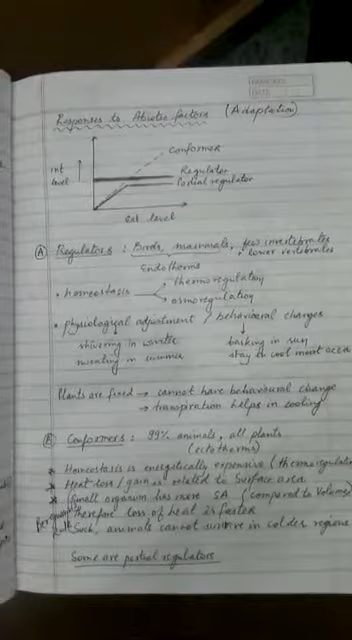 Responses to Abiotic factors (Adaptation)
Conformer
Int level
Regulator
Partial regulator
ext level
(A) Regulators : Birds, mammals, few invertebrates
, lower vertebrates
Endotherms
• homeostasis → thermoregulation
→ osmoregulation
• physiological adjustment / behavioural changes
shivering in winter
basking in sun
sweating in summer
stay in cool moist
Plants are fixed → cannot have behavioural change
→ transpiration helps in cooling
(B) Conformers : 99% animals, all plants
(ectotherms)
* Homeostasis is energetically expensive (thermoregulation
* Heat loss/gain is related to Surface area
* (Small organism has more SA (compared to Volume)
Therefore loss of heat is faster
Such, animals cannot survive in colder regions
Some are partial regulators